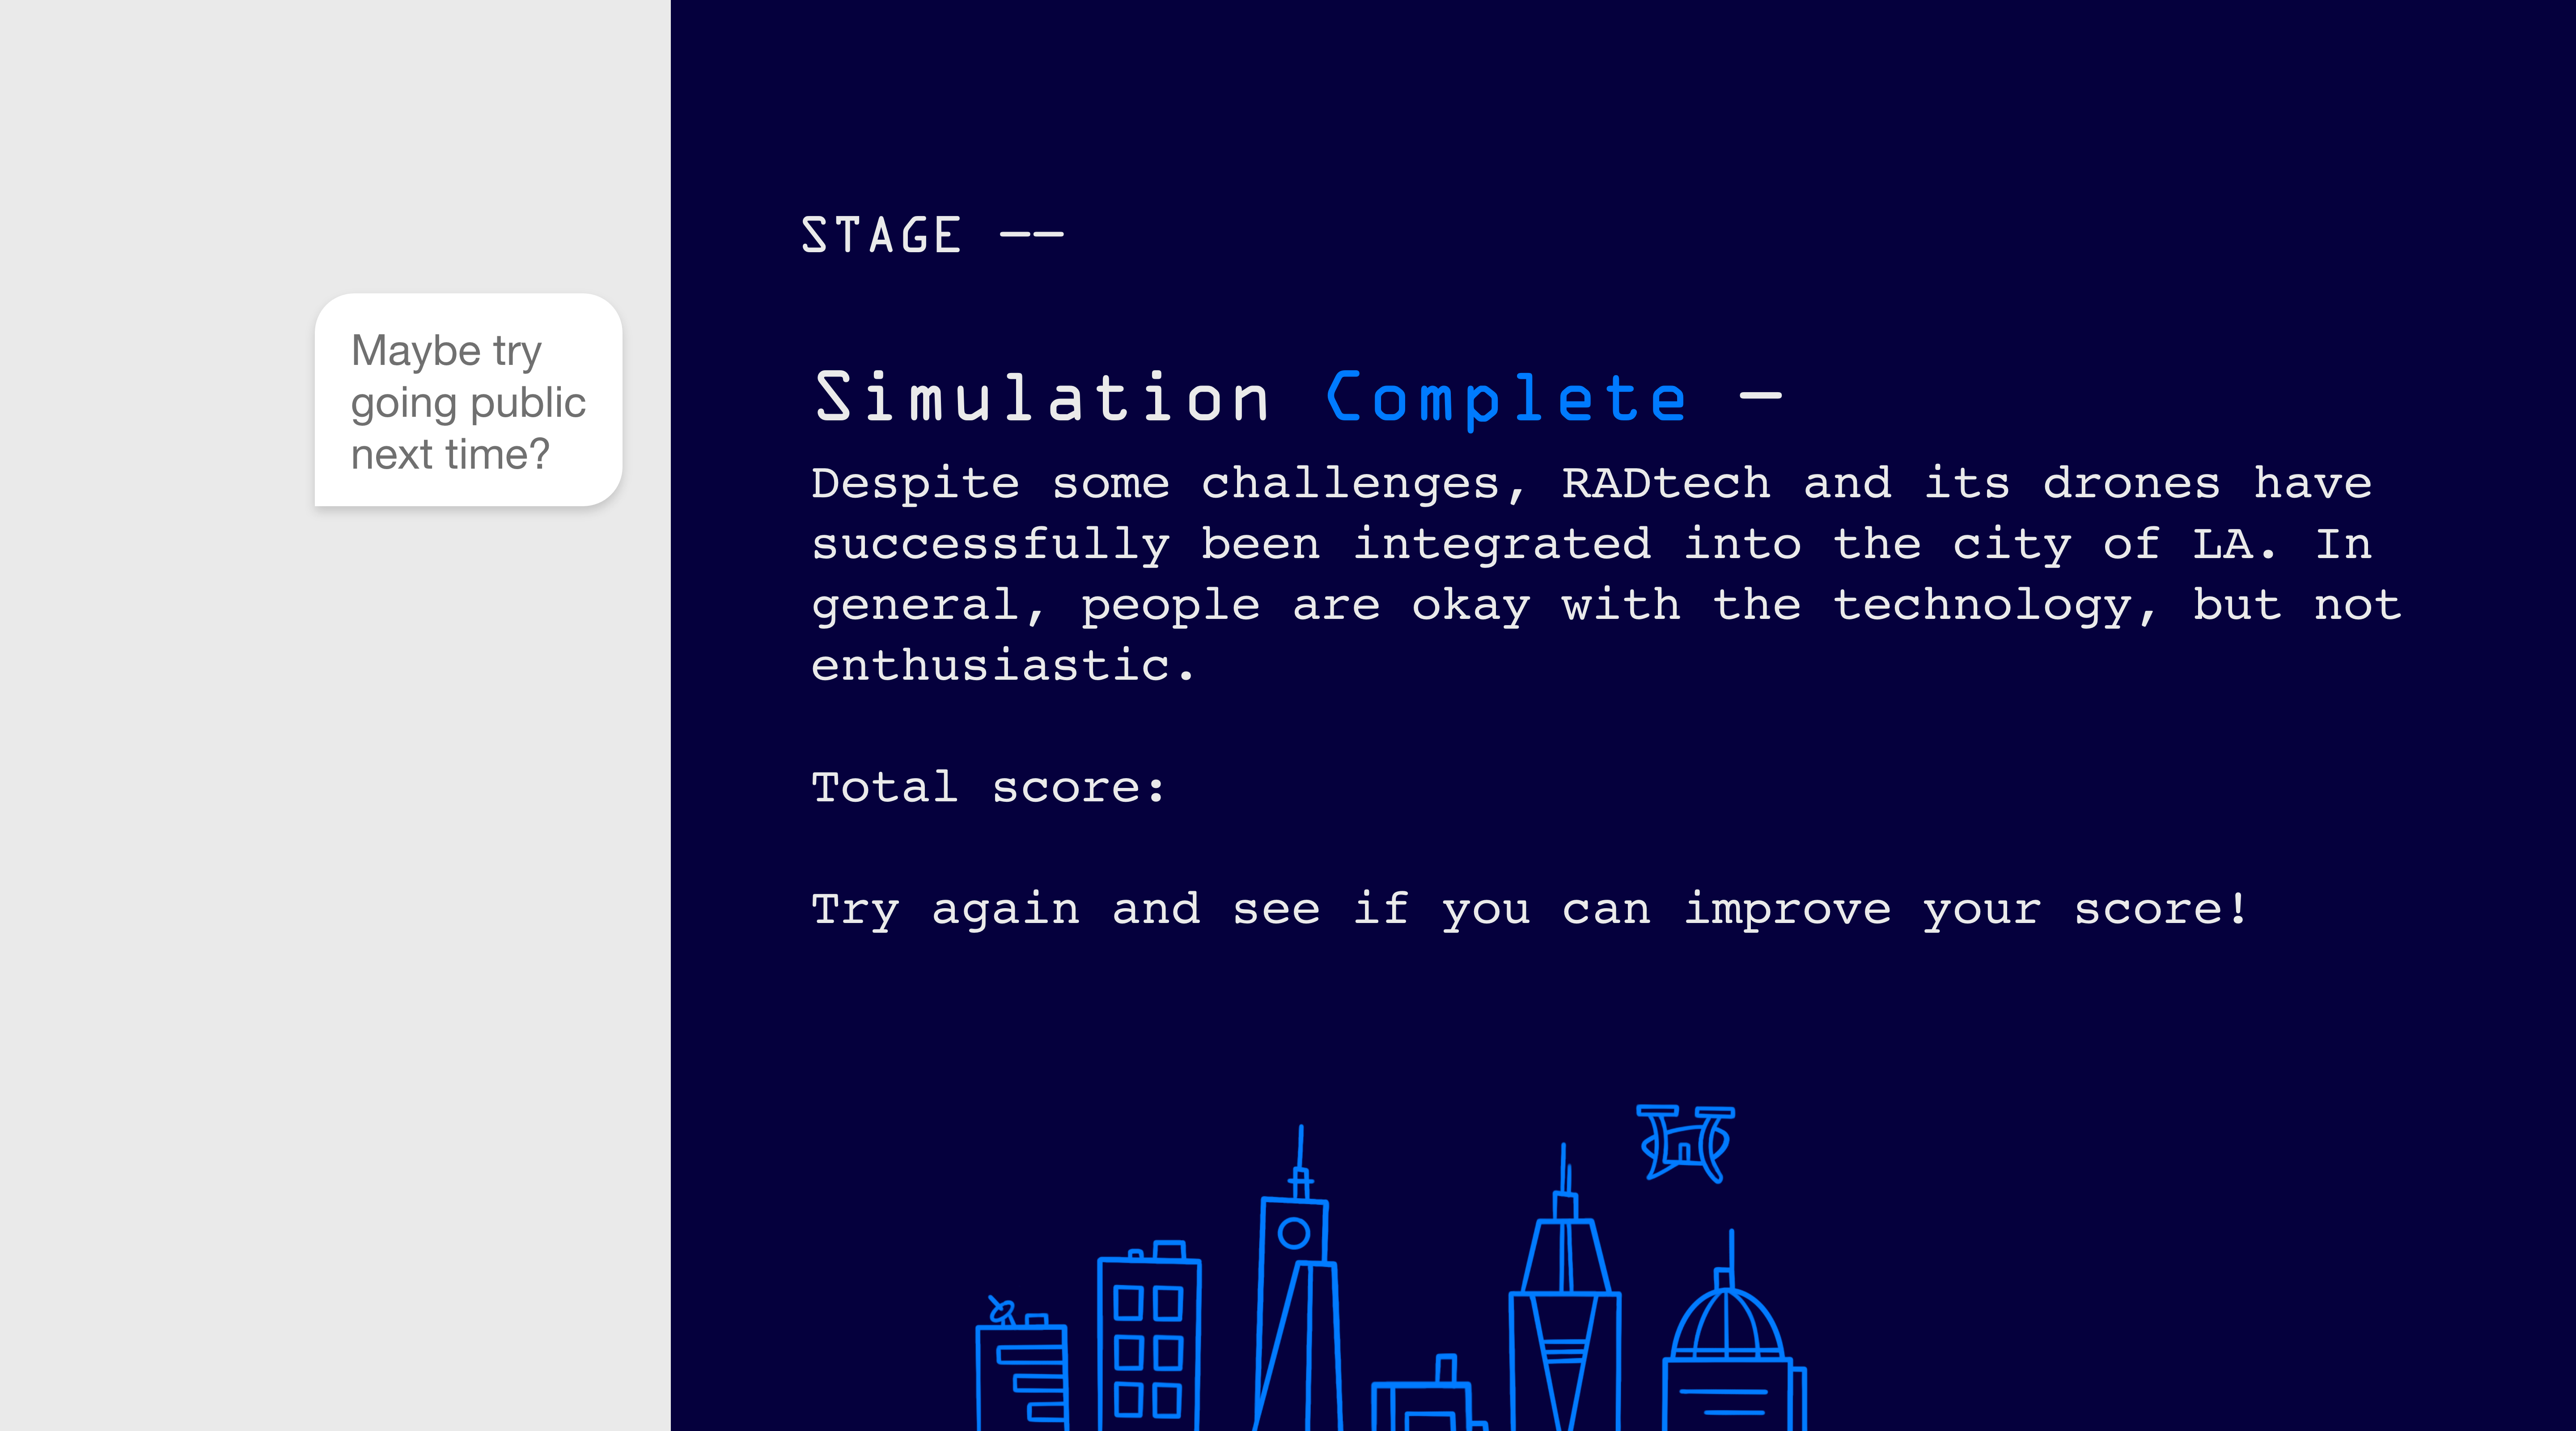 Maybe try
going public
next time?
STAGE ——
Simulation Complete —
Despite some challenges, RADtech and its drones have
successfully been integrated into the city of LA. In
general, people are okay with the technology, but not
enthusiastic.
Total score:
Try again and see if you can improve your score!